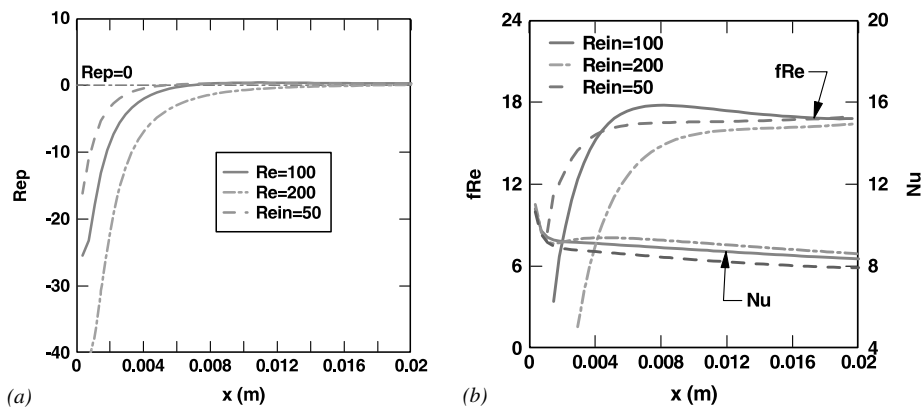 10
0
-10
-20
-30
-40
Rep
Rep=0
Re=100
Re=200
Rein=50
0 0.004 0.008 0.012 0.016 0.02
x (m)
(a)
24
18
12
6
0
fRe
Rein=100
Rein=200
Rein=50
fRe
Nu
20
16
12
8
4
Nu
0 0.004 0.008 0.012 0.016 0.02
x (m)
(b)